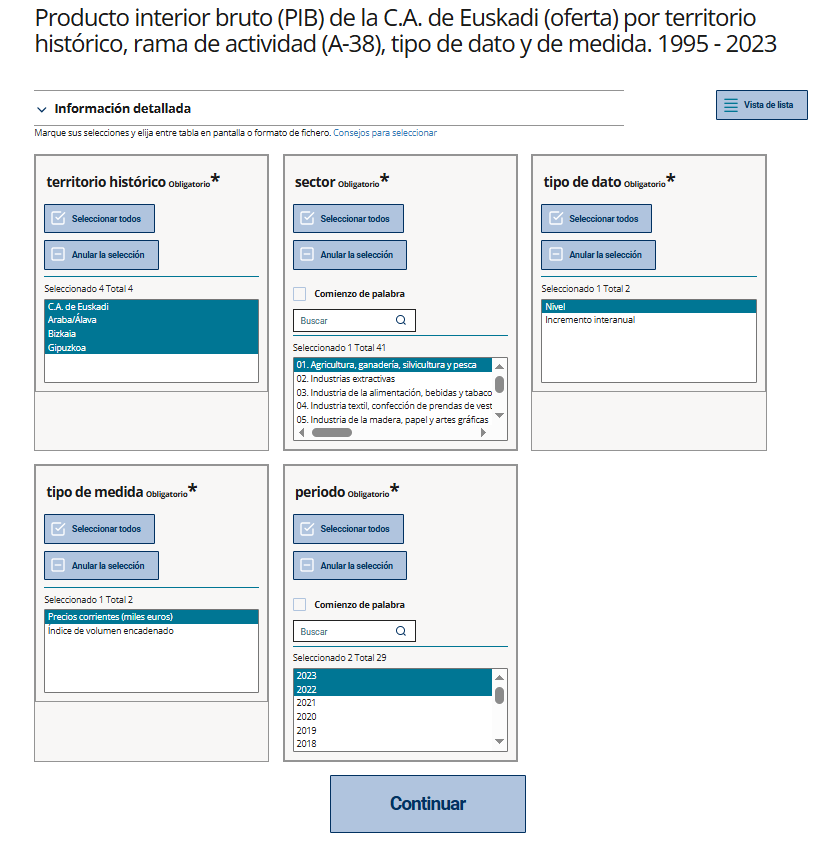 Producto interior bruto (PIB) de la C.A. de Euskadi (oferta) por territorio
histórico, rama de actividad (A-38), tipo de dato y de medida. 1995 - 2023
Información detallada
Vista de lista
Marque sus selecciones y elija entre tabla en pantalla o formato de fichero. Consejos para seleccionar
territorio histórico Obligatorio*
Seleccionar todos
Anular la selección
Seleccionado 4 Total 4
C.A. de Euskadi
Araba/Álava
Bizkaia
Gipuzkoa
sector Obligatorio*
Seleccionar todos
Anular la selección
Comienzo de palabra
Buscar
Seleccionado 1 Total 41
01. Agricultura, ganadería, silvicultura y pesca
02. Industrias extractivas
03. Industria de la alimentación, bebidas y tabaco
04. Industria textil, confección de prendas de vest
05. Industria de la madera, papel y artes gráficas
tipo de dato Obligatorio*
Seleccionar todos
Anular la selección
Seleccionado 1 Total 2
Nivel
Incremento interanual
tipo de medida Obligatorio*
Seleccionar todos
Anular la selección
Seleccionado 1 Total 2
Precios corrientes (miles euros)
Índice de volumen encadenado
periodo Obligatorio*
Seleccionar todos
Anular la selección
Comienzo de palabra
Buscar
Seleccionado 2 Total 29
2023
2022
2021
2020
2019
2018
Continuar